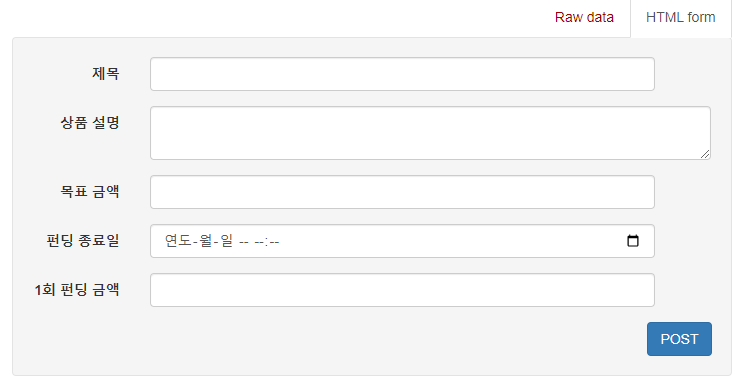 Raw data HTML form
제목
상품 설명
목표 금액
펀딩 종료일 연도-월-일 -- --:--
1회 펀딩 금액
POST